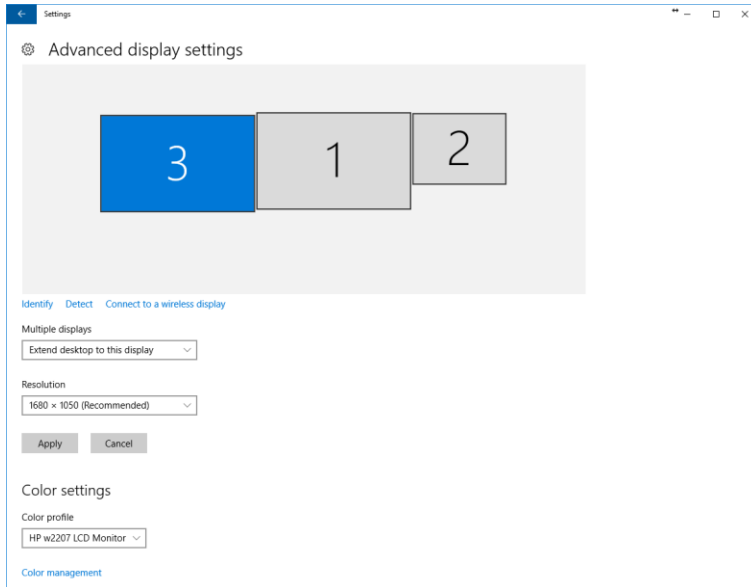 Settings
Advanced display settings
3 1 2
Identify Detect Connect to a wireless display
Multiple displays
Extend desktop to this display
Resolution
1680 × 1050 (Recommended)
Apply Cancel
Color settings
Color profile
HP w2207 LCD Monitor
Color management